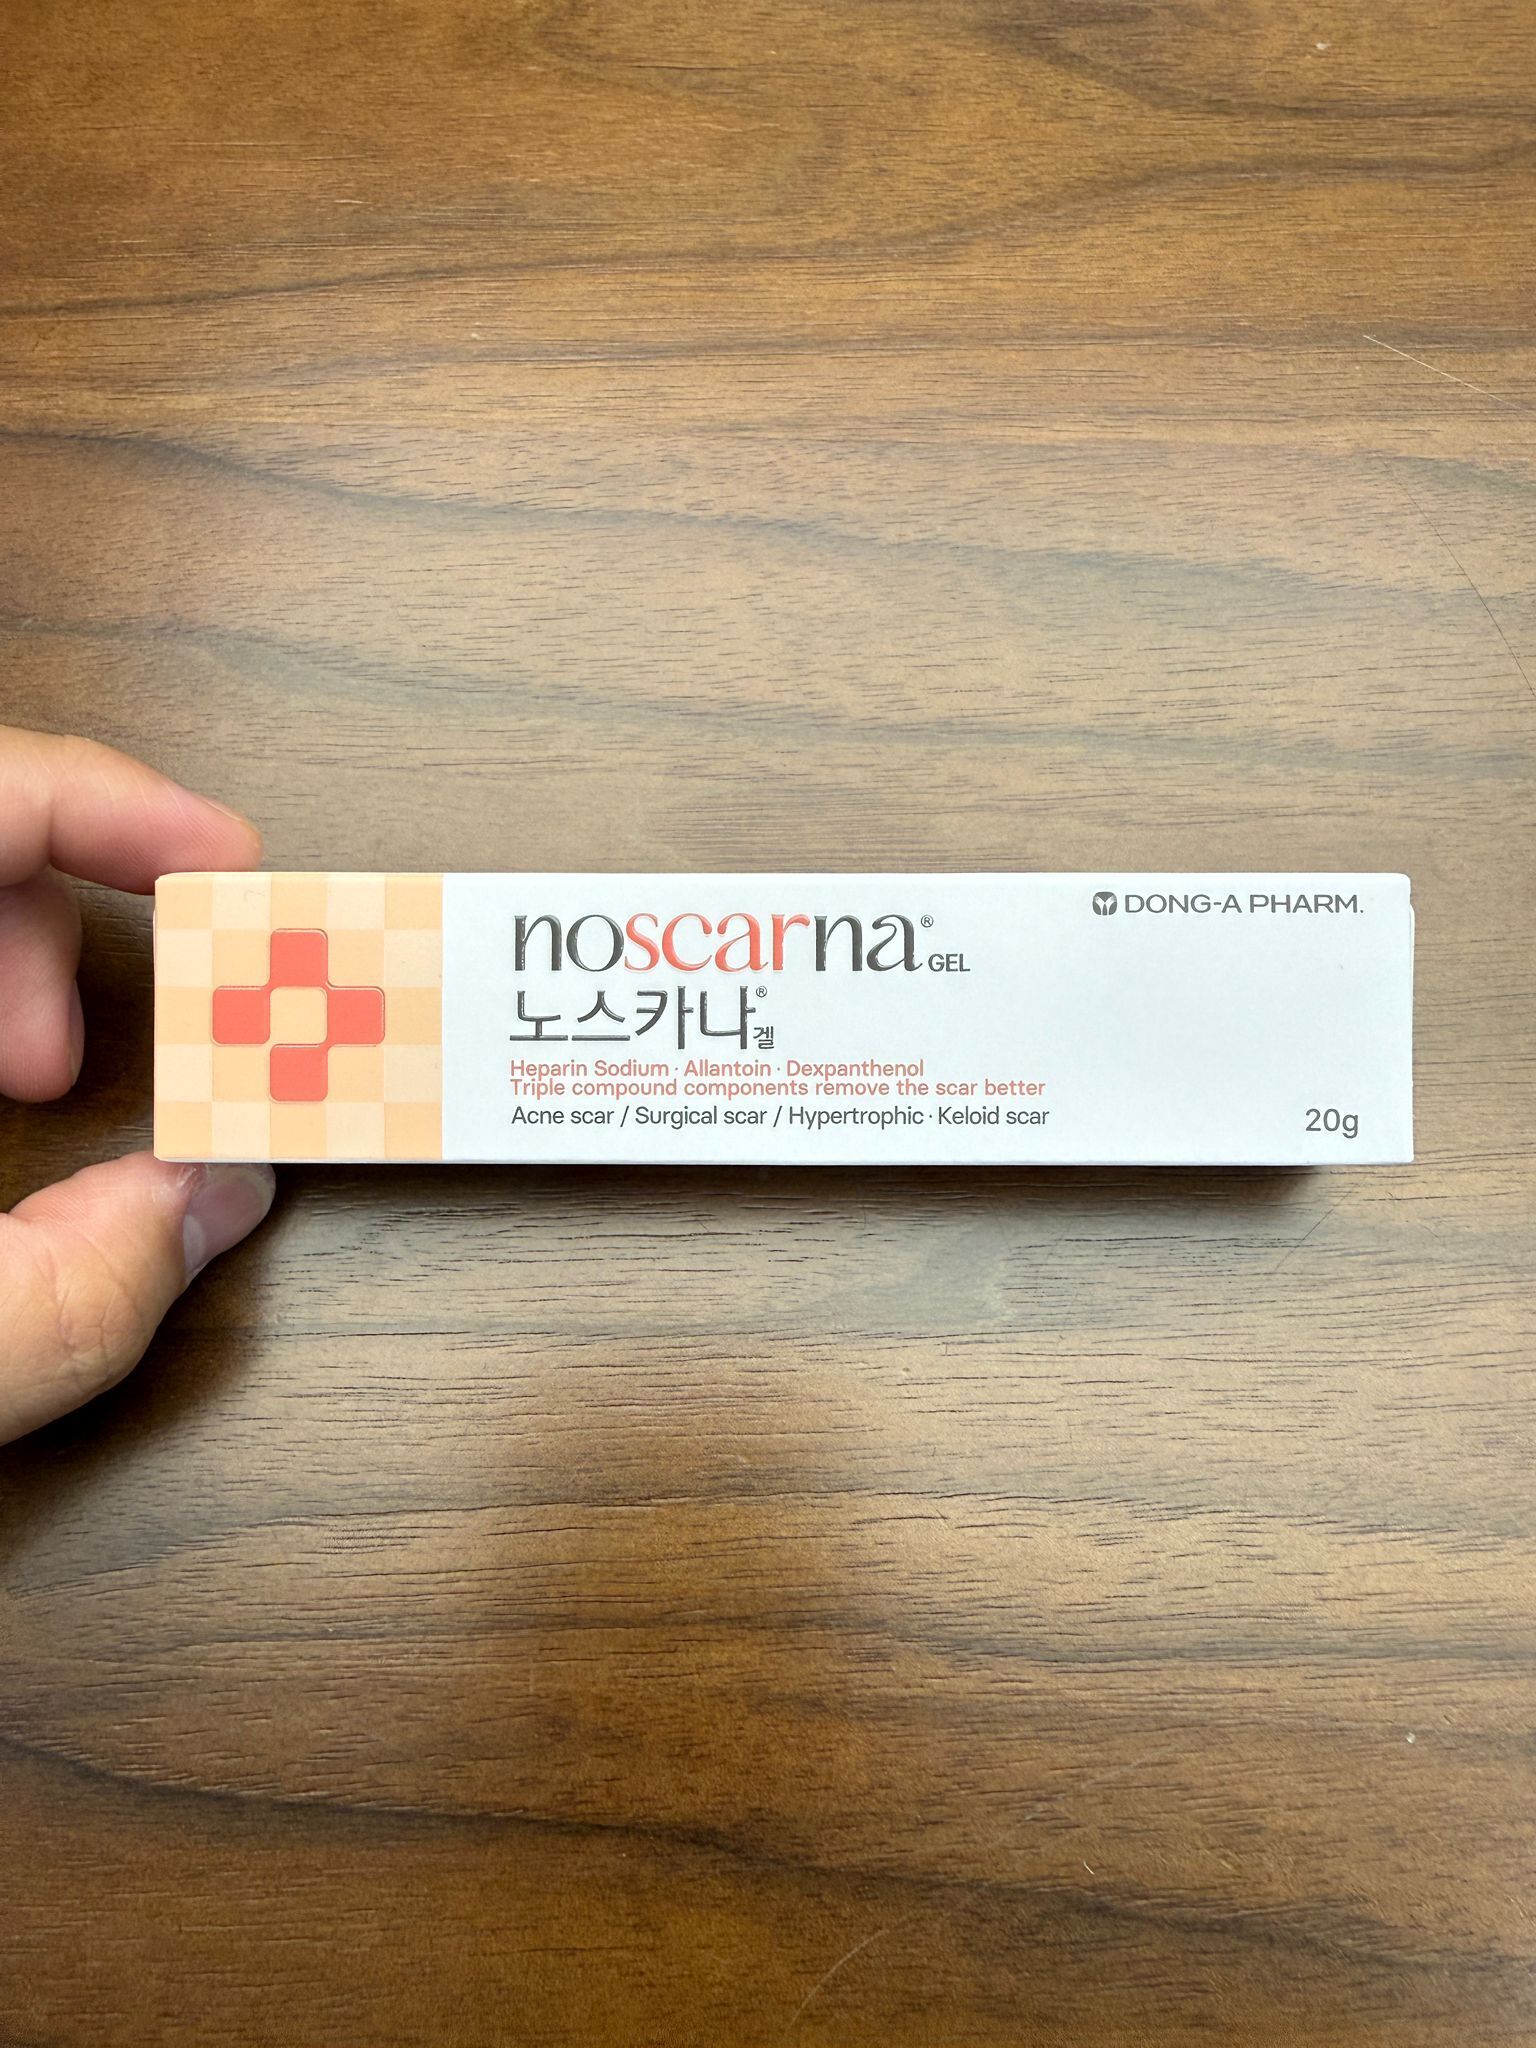 DONG-A PHARM.
noscarna® GEL
노스카나® 겔
Heparin Sodium · Allantoin · Dexpanthenol
Triple compound components remove the scar better
Acne scar / Surgical scar / Hypertrophic · Keloid scar
20g